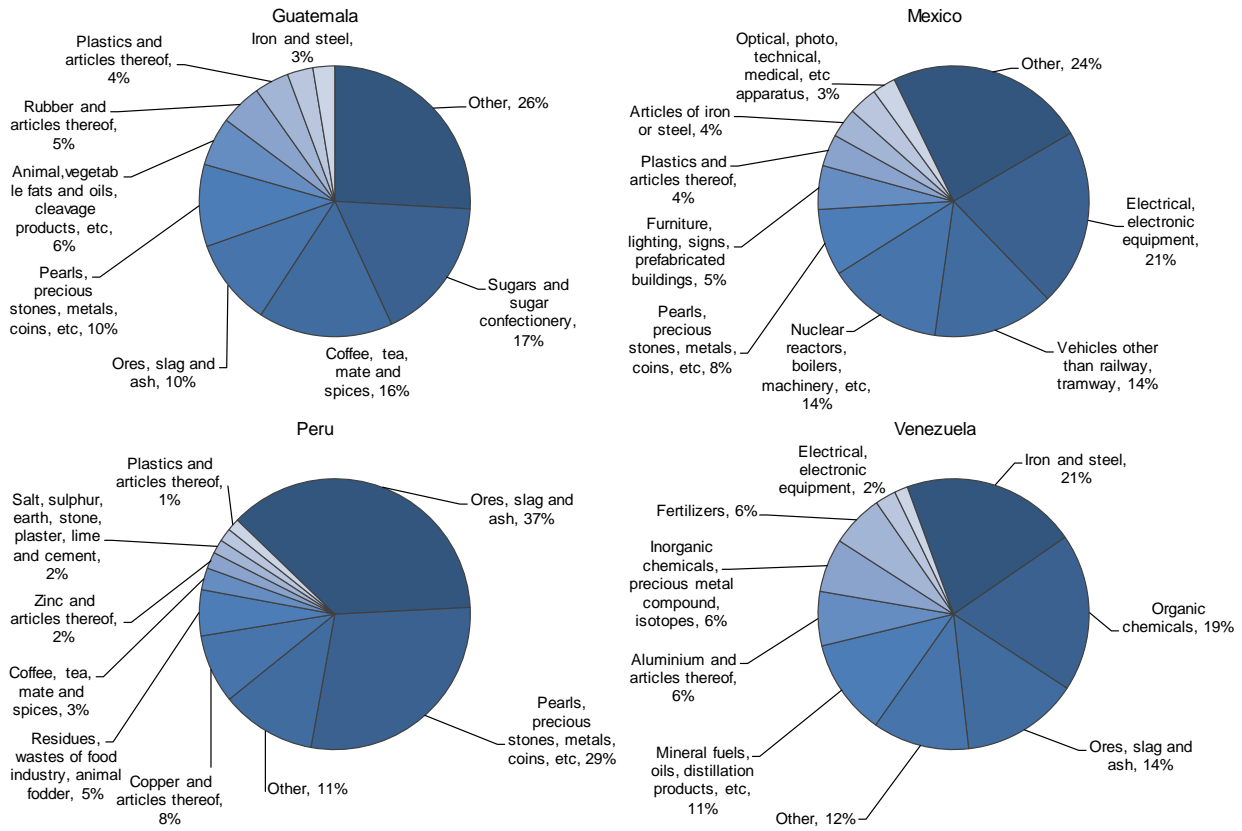 Guatemala
Iron and steel,
3%
Other, 26%
Sugars and
sugar
confectionery,
17%
Coffee, tea,
mate and
spices, 16%
Ores, slag and
ash, 10%
Pearls,
precious
stones, metals,
coins, etc, 10%
Animal,vegetab
le fats and oils,
cleavage
products, etc,
6%
Rubber and
articles thereof,
5%
Plastics and
articles thereof,
4%
Mexico
Optical, photo,
technical,
medical, etc
apparatus, 3%
Other, 24%
Electrical,
electronic
equipment,
21%
Vehicles other
than railway,
tramway, 14%
Nuclear
reactors,
boilers,
machinery, etc,
14%
Pearls,
precious
stones, metals,
coins, etc, 8%
Furniture,
lighting, signs,
prefabricated
buildings, 5%
Plastics and
articles thereof,
4%
Articles of iron
or steel, 4%
Peru
Plastics and
articles thereof,
1%
Ores, slag and
ash, 37%
Pearls,
precious
stones, metals,
coins, etc, 29%
Other, 11%
Copper and
articles thereof,
8%
Residues,
wastes of food
industry, animal
fodder, 5%
Coffee, tea,
mate and
spices, 3%
Zinc and
articles thereof,
2%
Salt, sulphur,
earth, stone,
plaster, lime
and cement,
2%
Venezuela
Electrical,
electronic
equipment, 2%
Iron and steel,
21%
Organic
chemicals, 19%
Ores, slag and
ash, 14%
Other, 12%
Mineral fuels,
oils, distillation
products, etc,
11%
Aluminium and
articles thereof,
6%
Inorganic
chemicals,
precious metal
compound,
isotopes, 6%
Fertilizers, 6%